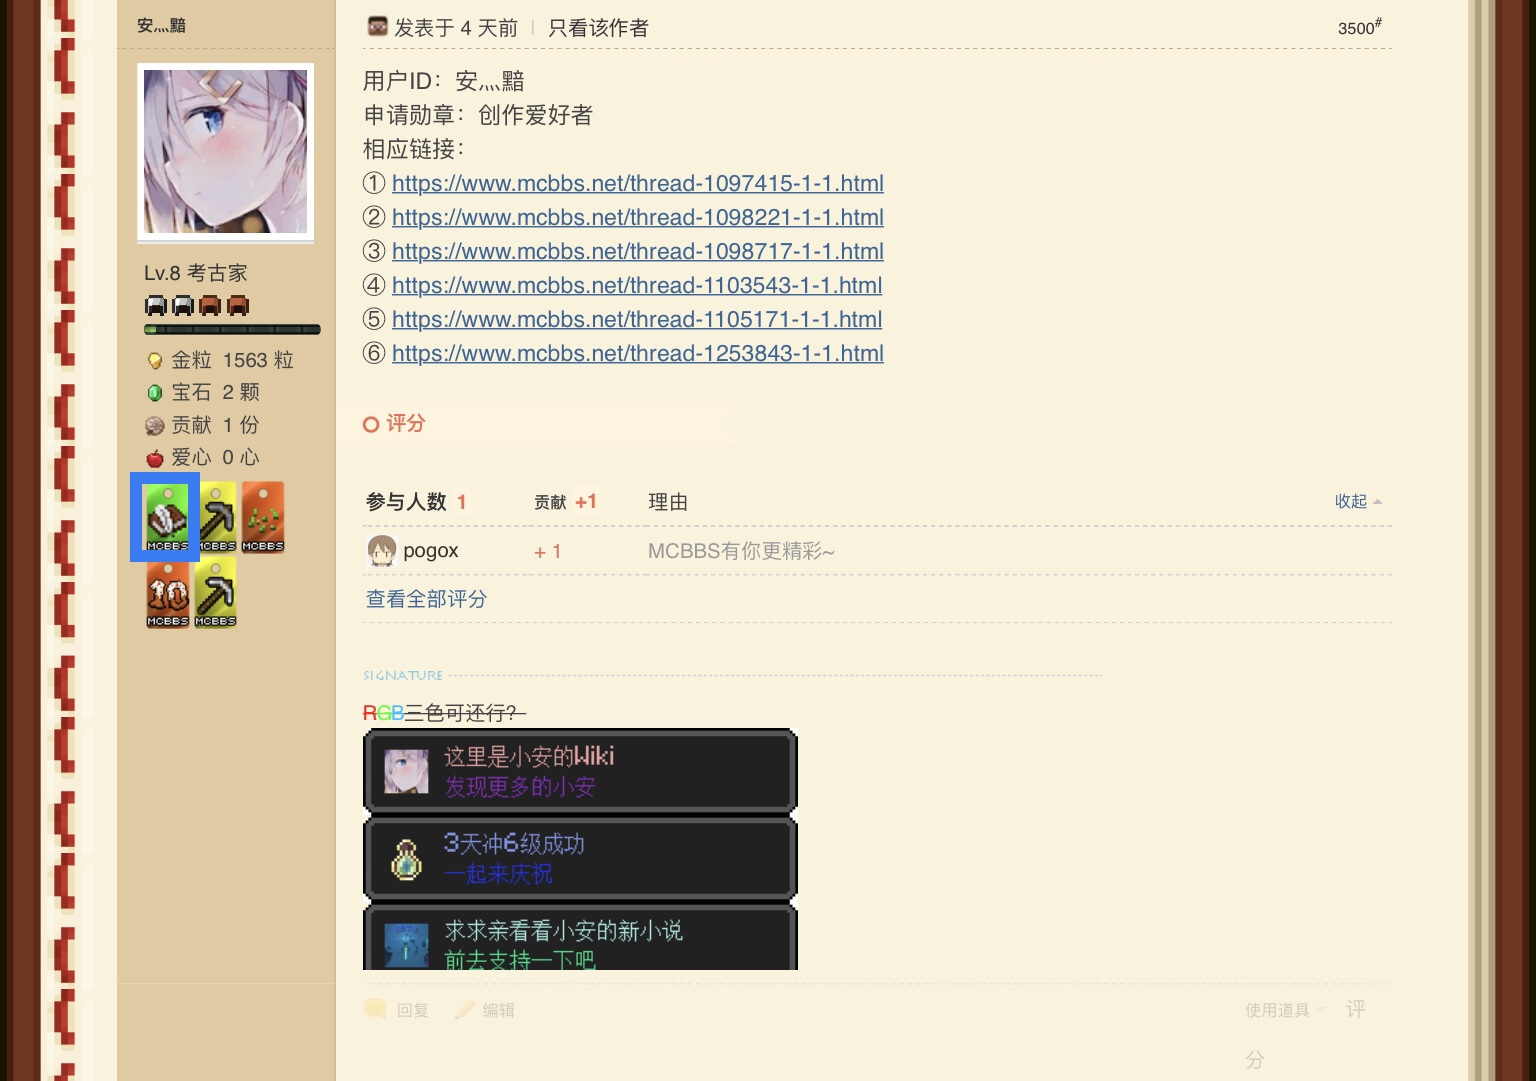 安灬黯
发表于 4 天前 | 只看该作者
3500#
用户ID：安灬黯
申请勋章：创作爱好者
相应链接：
① https://www.mcbbs.net/thread-1097415-1-1.html
② https://www.mcbbs.net/thread-1098221-1-1.html
③ https://www.mcbbs.net/thread-1098717-1-1.html
④ https://www.mcbbs.net/thread-1103543-1-1.html
⑤ https://www.mcbbs.net/thread-1105171-1-1.html
⑥ https://www.mcbbs.net/thread-1253843-1-1.html
Lv.8 考古家
金粒 1563 粒
宝石 2 颗
贡献 1 份
爱心 0 心
MCBBS MCBBS MCBBS
10
MCBBS MCBBS
评分
参与人数 1 贡献 +1 理由 收起
pogox + 1 MCBBS有你更精彩~
查看全部评分
SIGNATURE
RGB三色可还行？
这里是小安的Wiki
发现更多的小安
3天冲6级成功
一起来庆祝
求求亲看看小安的新小说
前去支持一下吧
回复 编辑 使用道具 评
分